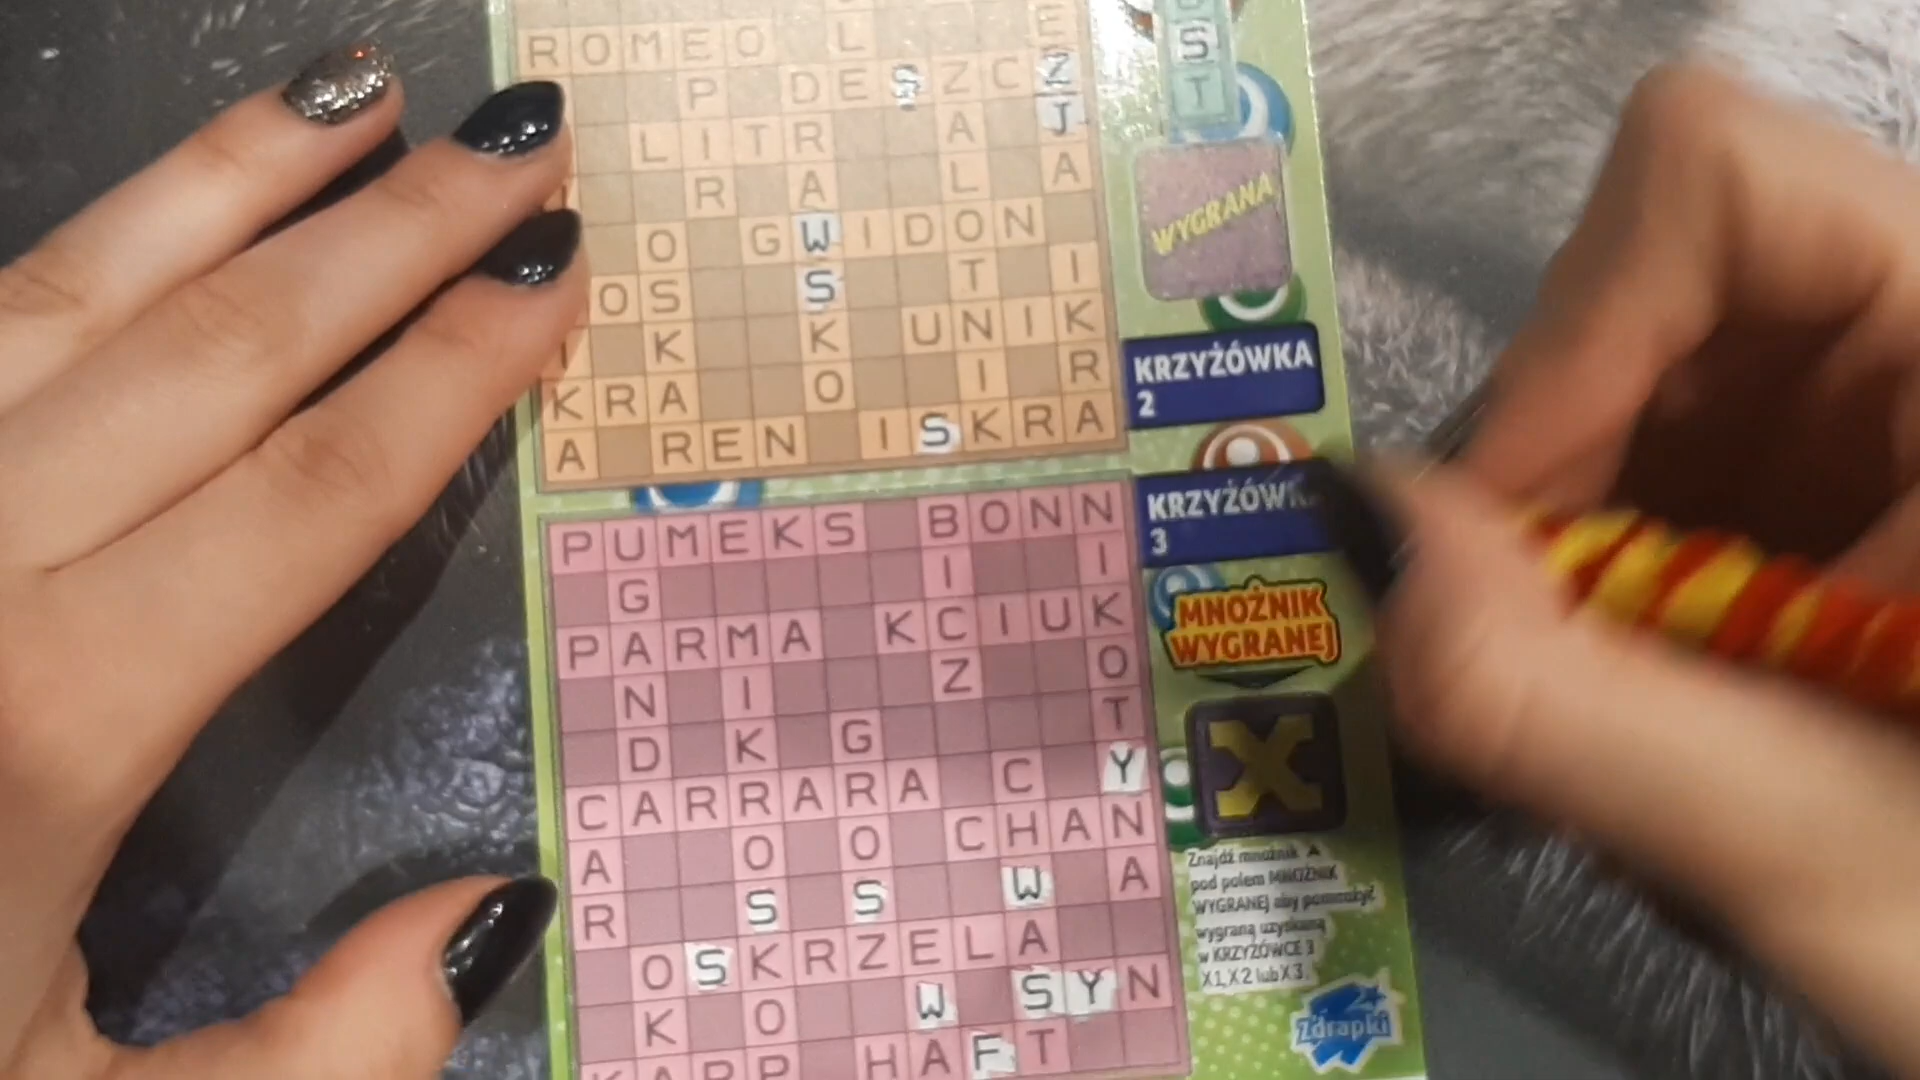 ROMEO L E
P DESZCZ S
LITR A J T
R A L A
O GWIDON WYGRANA
OS S T I
I K K UNIK KRZYŻÓWKA
KRA O I R 2
A REN ISKRA
KRZYŻÓWK
PUMEKS BONN 3
G I I
PARMA KCIUK MNOŻNIK
N I Z O WYGRANEJ
D K G T
CARRARA C Y X
A O O CHAN
R S S W A
OSKRZELA
K O W SYN
KARP HAFT
Znajdź mnożnik
pod polem MNOŻNIK
WYGRANEJ aby pomnożyć
wygraną uzyskaną
w KRZYŻÓWCE 3
X1, X2 lub X3.
Zdrapki